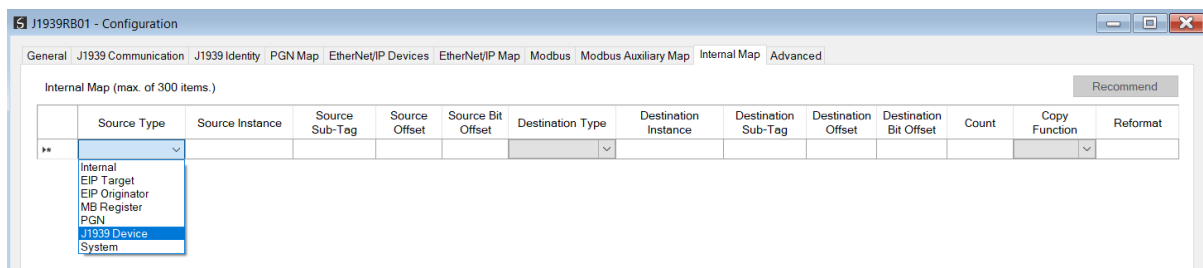 J1939RB01 - Configuration
General J1939 Communication J1939 Identity PGN Map EtherNet/IP Devices EtherNet/IP Map Modbus Modbus Auxiliary Map Internal Map Advanced
Internal Map (max. of 300 items.) Recommend
Source Type Source Instance Source Sub-Tag Source Offset Source Bit Offset Destination Type Destination Instance Destination Sub-Tag Destination Offset Destination Bit Offset Count Copy Function Reformat
Internal
EIP Target
EIP Originator
MB Register
PGN
J1939 Device
System